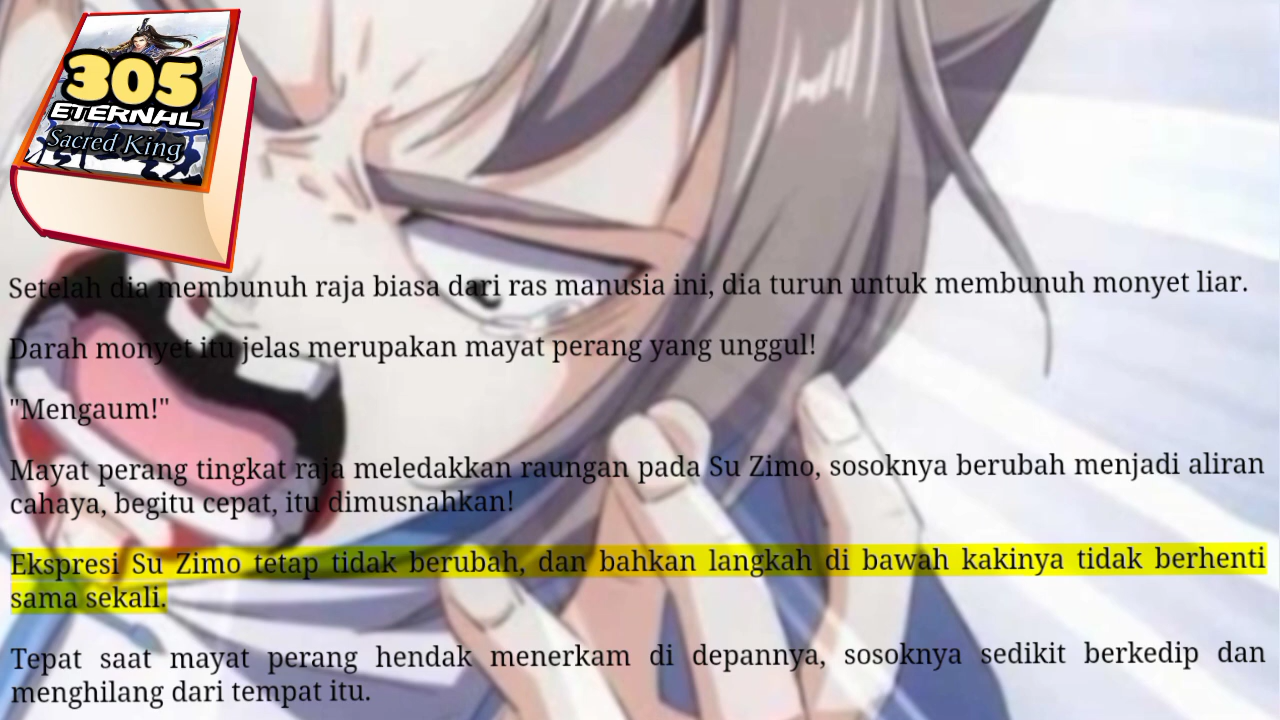 305
ETERNAL
Sacred King
Setelah dia membunuh raja biasa dari ras manusia ini, dia turun untuk membunuh monyet liar.
Darah monyet itu jelas merupakan mayat perang yang unggul!
"Mengaum!"
Mayat perang tingkat raja meledakkan raungan pada Su Zimo, sosoknya berubah menjadi aliran
cahaya, begitu cepat, itu dimusnahkan!
Ekspresi Su Zimo tetap tidak berubah, dan bahkan langkah di bawah kakinya tidak berhenti
sama sekali.
Tepat saat mayat perang hendak menerkam di depannya, sosoknya sedikit berkedip dan
menghilang dari tempat itu.